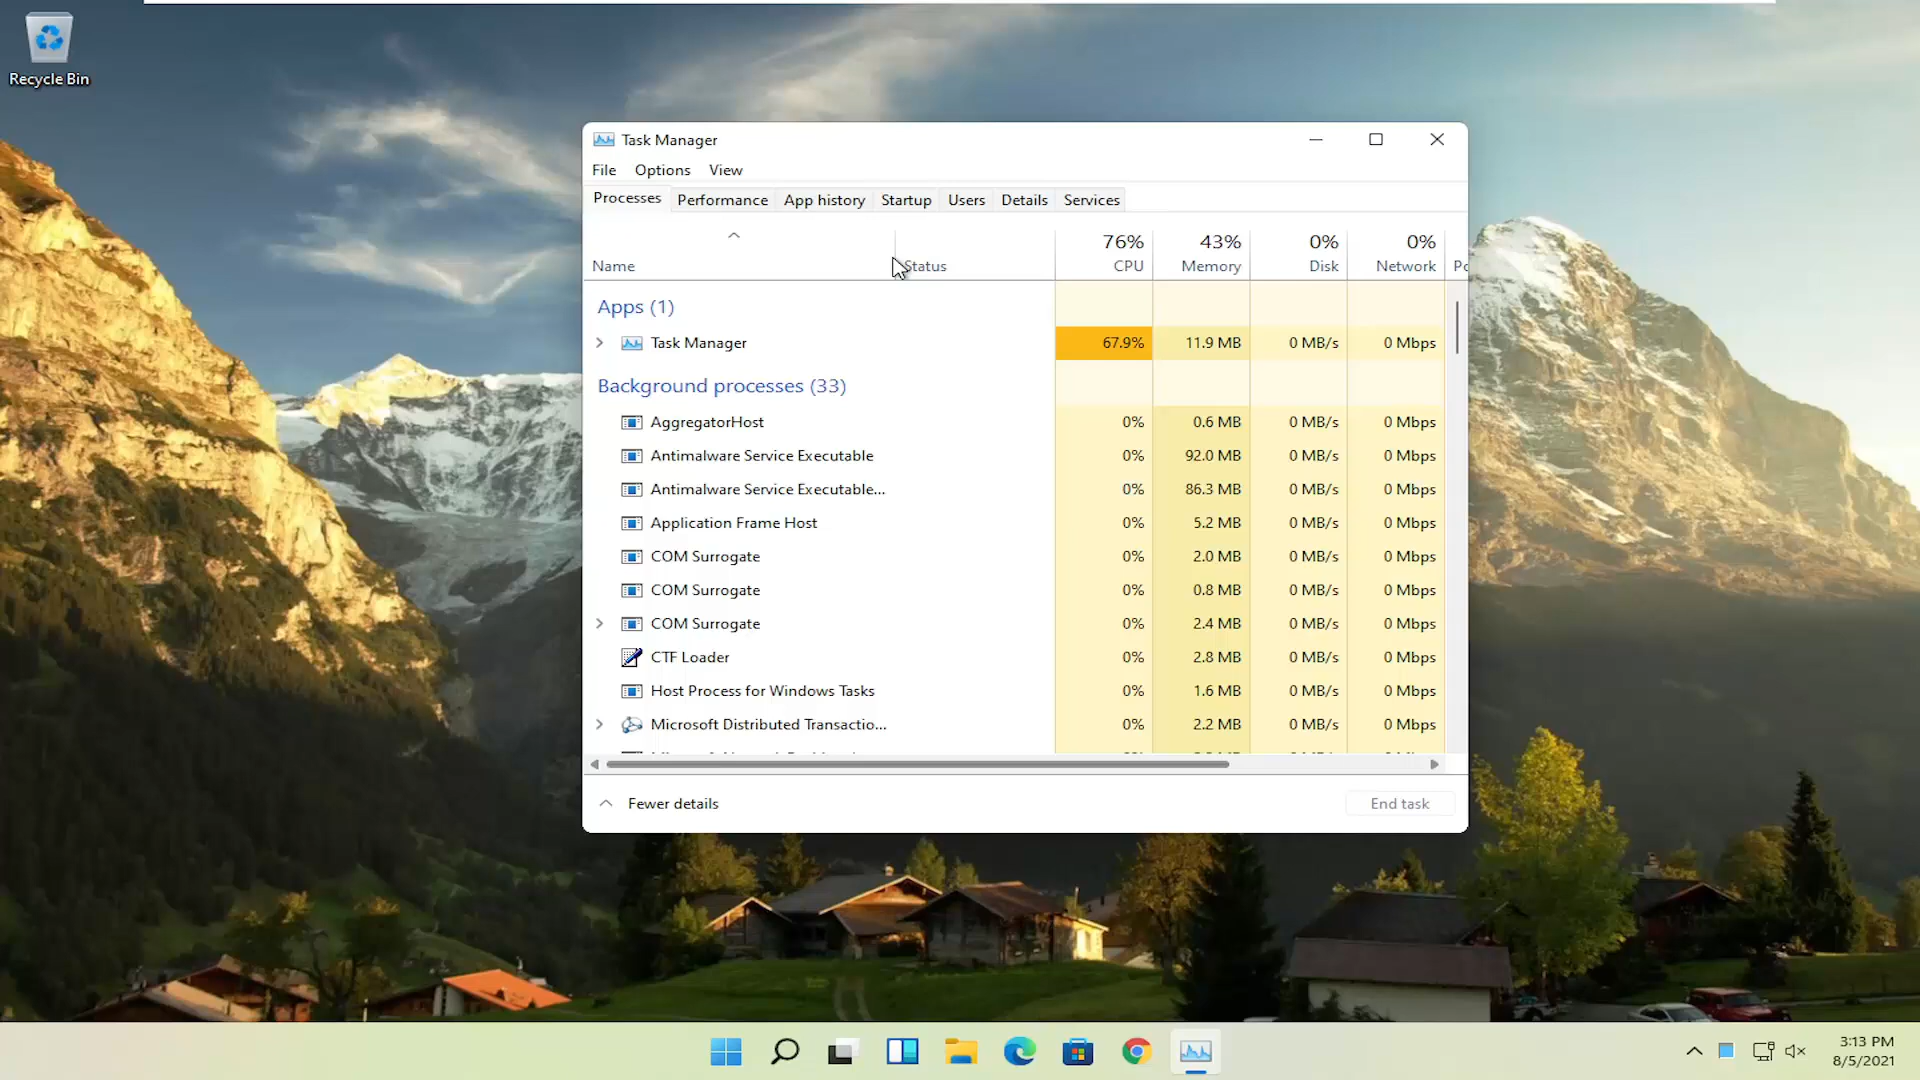 Recycle Bin
Task Manager
File Options View
Processes Performance App history Startup Users Details Services
76% 43% 0% 0%
Name Status CPU Memory Disk Network
Apps (1)
Task Manager 67.9% 11.9 MB 0 MB/s 0 Mbps
Background processes (33)
AggregatorHost 0% 0.6 MB 0 MB/s 0 Mbps
Antimalware Service Executable 0% 92.0 MB 0 MB/s 0 Mbps
Antimalware Service Executable... 0% 86.3 MB 0 MB/s 0 Mbps
Application Frame Host 0% 5.2 MB 0 MB/s 0 Mbps
COM Surrogate 0% 2.0 MB 0 MB/s 0 Mbps
COM Surrogate 0% 0.8 MB 0 MB/s 0 Mbps
COM Surrogate 0% 2.4 MB 0 MB/s 0 Mbps
CTF Loader 0% 2.8 MB 0 MB/s 0 Mbps
Host Process for Windows Tasks 0% 1.6 MB 0 MB/s 0 Mbps
Microsoft Distributed Transactio... 0% 2.2 MB 0 MB/s 0 Mbps
Fewer details End task
3:13 PM
8/5/2021